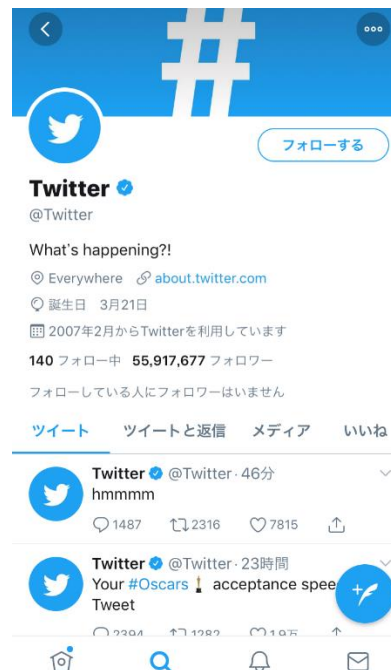 #
フォローする
Twitter
@Twitter
What's happening?!
Everywhere about.twitter.com
誕生日 3月21日
2007年2月からTwitterを利用しています
140 フォロー中 55,917,677 フォロワー
フォローしている人にフォロワーはいません
ツイート ツイートと返信 メディア いいね
Twitter @Twitter · 46分
hmmmm
1487 2316 7815
Twitter @Twitter · 23時間
Your #Oscars acceptance spee
Tweet
2394 1282 1.9万